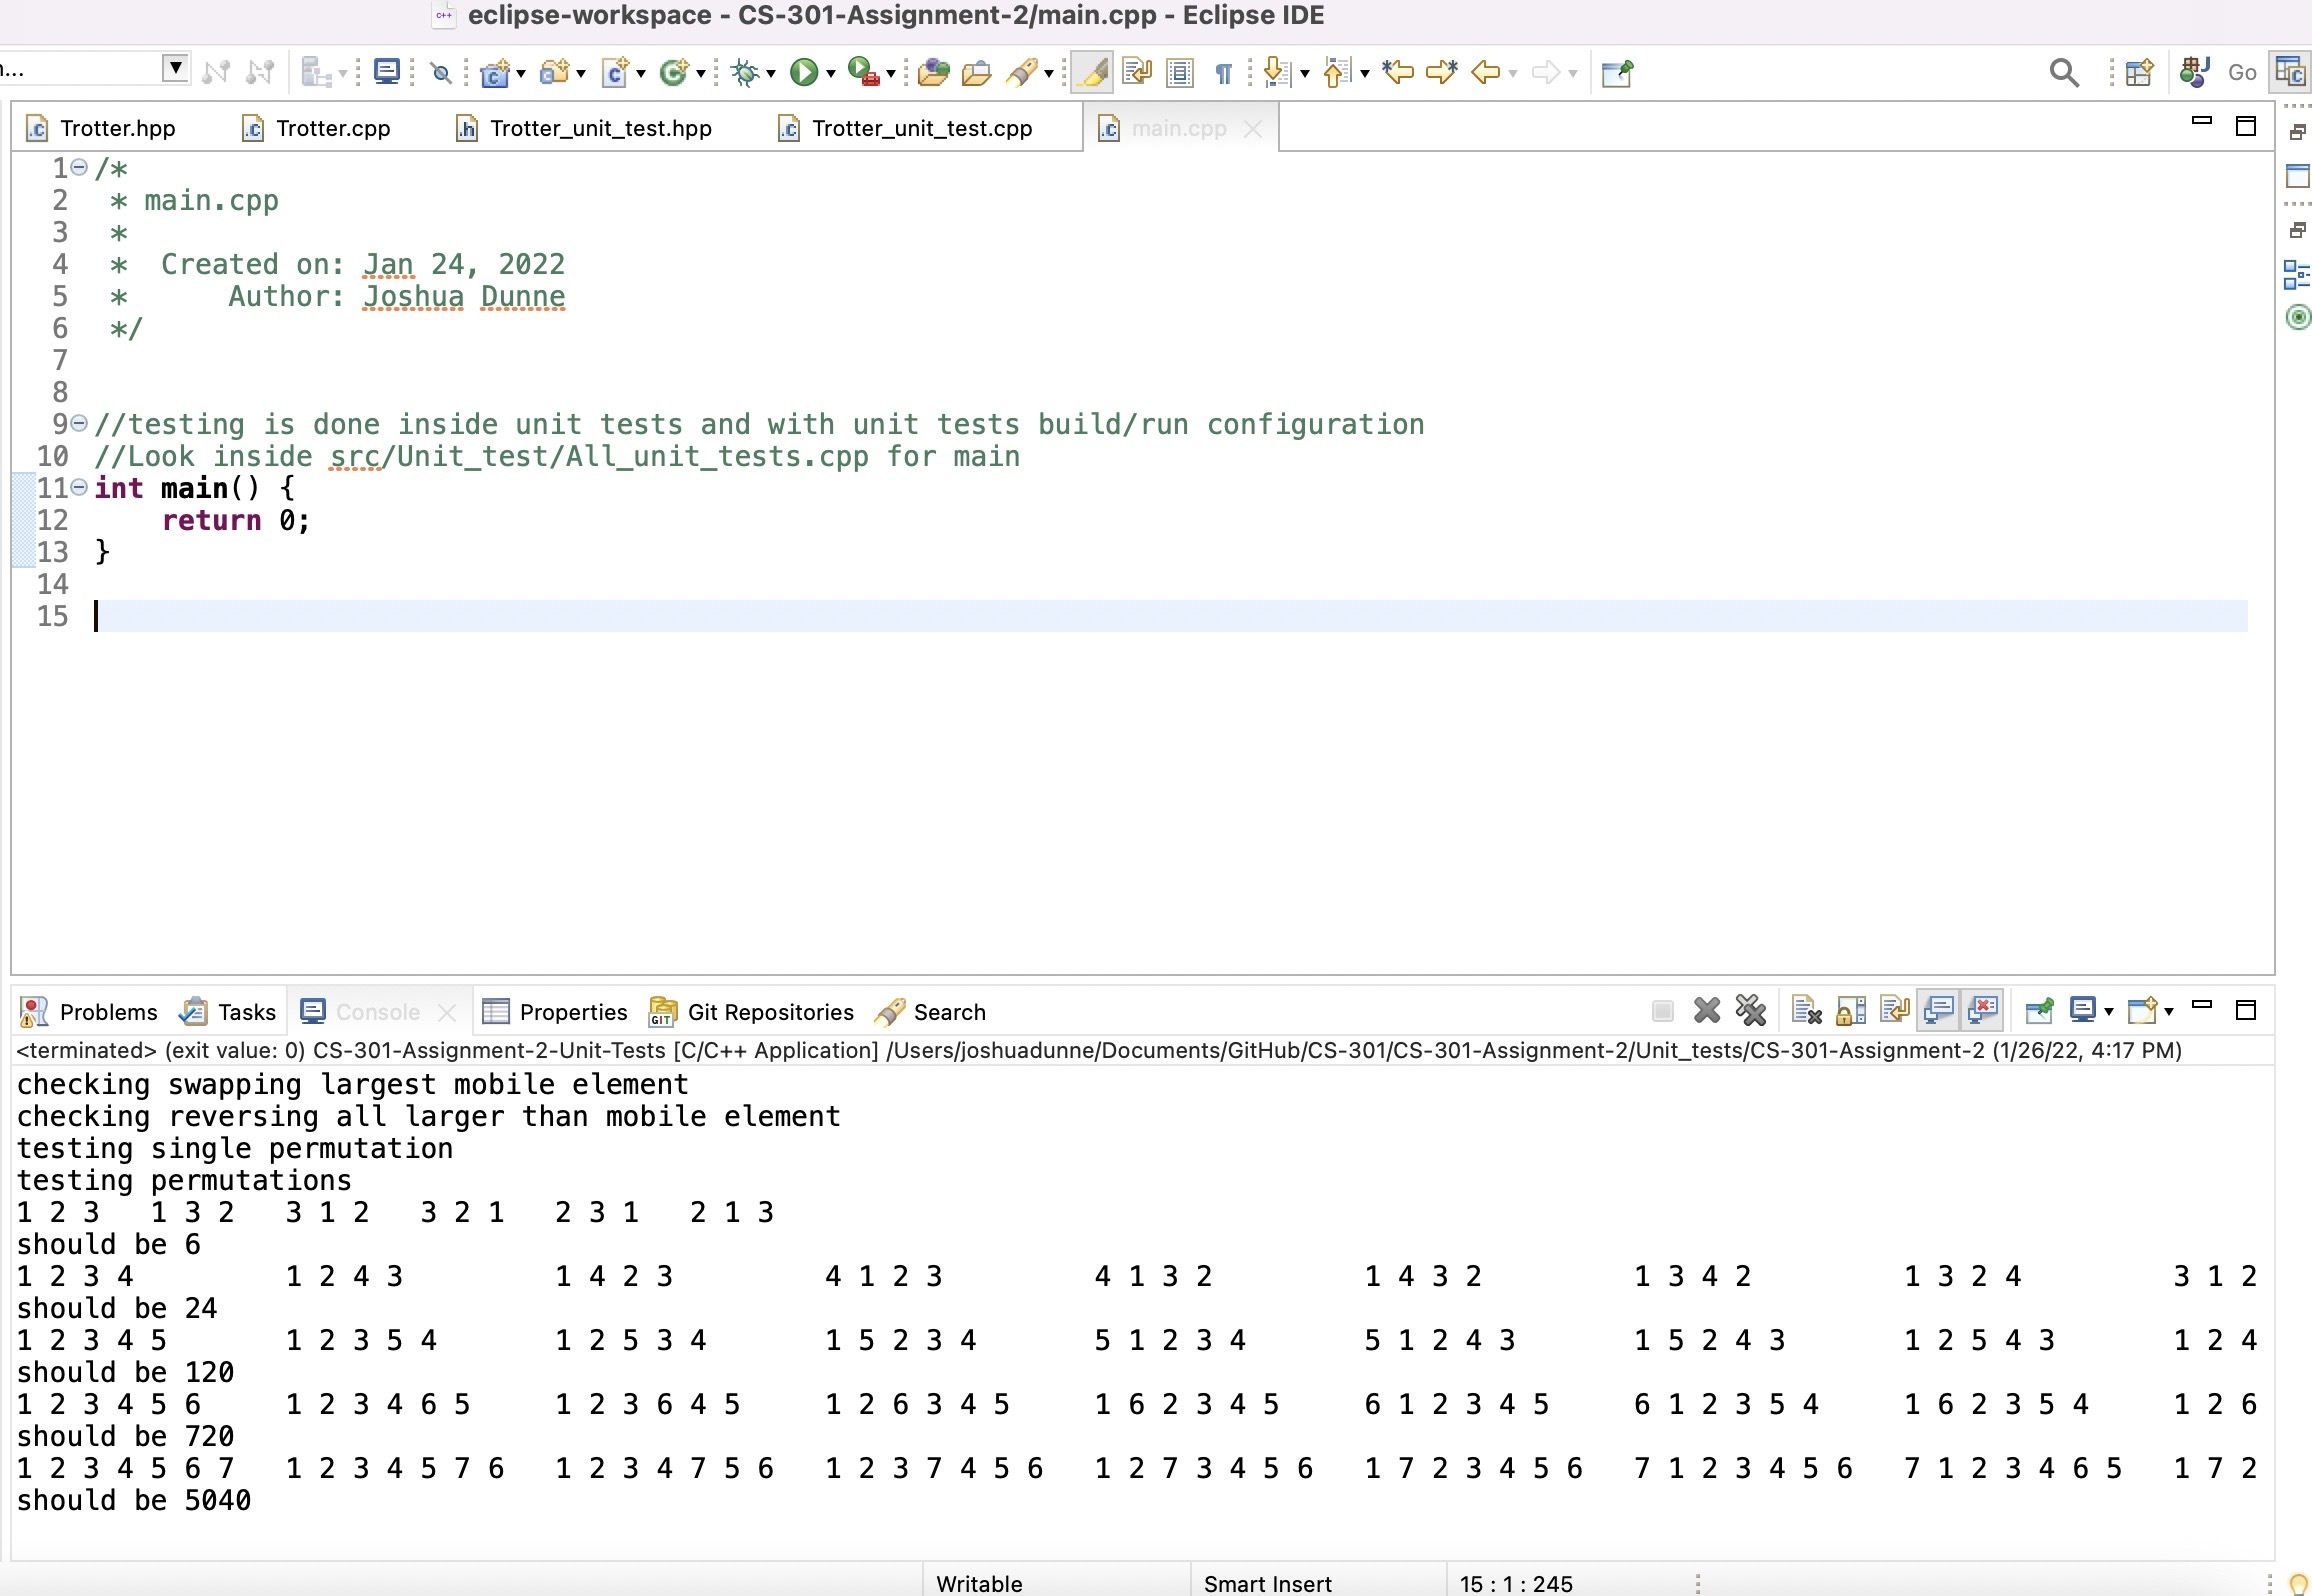 eclipse-workspace - CS-301-Assignment-2/main.cpp - Eclipse IDE
... Go
Trotter.hpp Trotter.cpp Trotter_unit_test.hpp Trotter_unit_test.cpp main.cpp
1 /*
2  * main.cpp
3  *
4  *  Created on: Jan 24, 2022
5  *      Author: Joshua Dunne
6  */
7
8
9 //testing is done inside unit tests and with unit tests build/run configuration
10 //Look inside src/Unit_test/All_unit_tests.cpp for main
11 int main() {
12     return 0;
13 }
14
15
Problems Tasks Console Properties Git Repositories Search
<terminated> (exit value: 0) CS-301-Assignment-2-Unit-Tests [C/C++ Application] /Users/joshuadunne/Documents/GitHub/CS-301/CS-301-Assignment-2/Unit_tests/CS-301-Assignment-2 (1/26/22, 4:17 PM)
checking swapping largest mobile element
checking reversing all larger than mobile element
testing single permutation
testing permutations
1 2 3   1 3 2   3 1 2   3 2 1   2 3 1   2 1 3
should be 6
1 2 3 4         1 2 4 3         1 4 2 3         4 1 2 3         4 1 3 2         1 4 3 2         1 3 4 2         1 3 2 4         3 1 2
should be 24
1 2 3 4 5       1 2 3 5 4       1 2 5 3 4       1 5 2 3 4       5 1 2 3 4       5 1 2 4 3       1 5 2 4 3       1 2 5 4 3       1 2 4
should be 120
1 2 3 4 5 6     1 2 3 4 6 5     1 2 3 6 4 5     1 2 6 3 4 5     1 6 2 3 4 5     6 1 2 3 4 5     6 1 2 3 5 4     1 6 2 3 5 4     1 2 6
should be 720
1 2 3 4 5 6 7   1 2 3 4 5 7 6   1 2 3 4 7 5 6   1 2 3 7 4 5 6   1 2 7 3 4 5 6   1 7 2 3 4 5 6   7 1 2 3 4 5 6   7 1 2 3 4 6 5   1 7 2
should be 5040
Writable Smart Insert 15 : 1 : 245